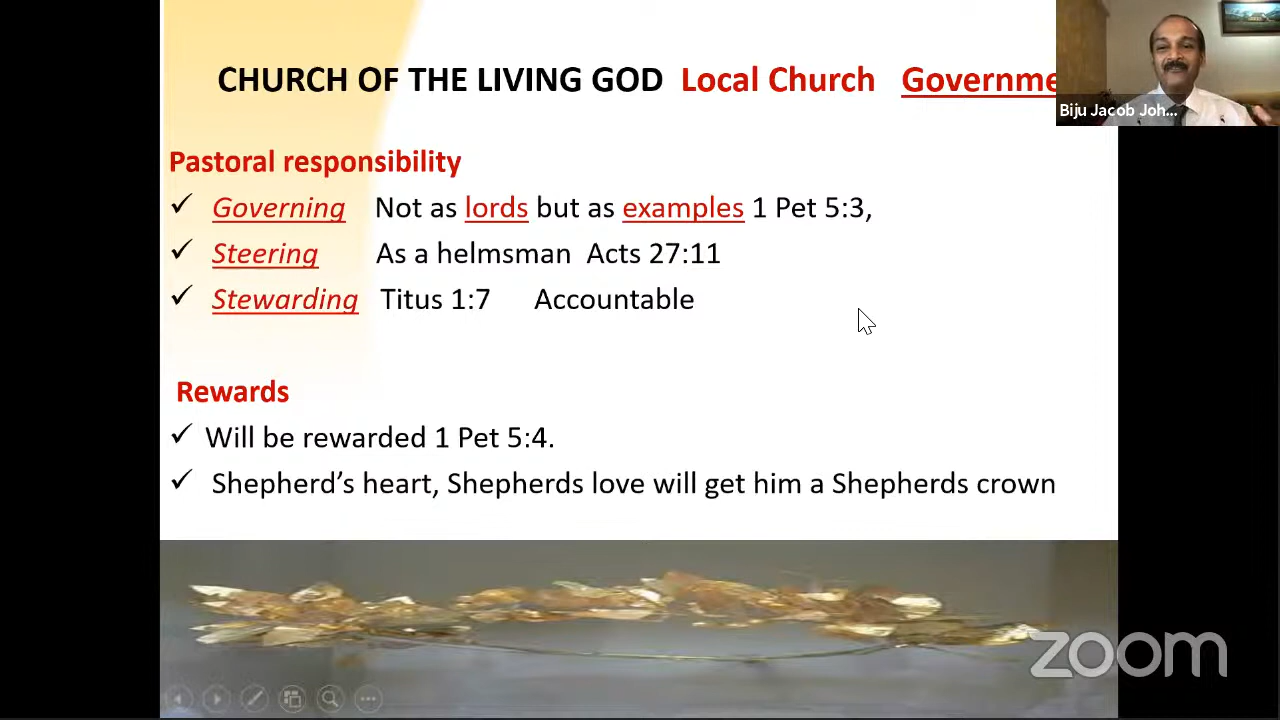 CHURCH OF THE LIVING GOD Local Church Governme
Biju Jacob Joh...
Pastoral responsibility
✓ Governing Not as lords but as examples 1 Pet 5:3,
✓ Steering As a helmsman Acts 27:11
✓ Stewarding Titus 1:7 Accountable
Rewards
✓ Will be rewarded 1 Pet 5:4.
✓ Shepherd’s heart, Shepherds love will get him a Shepherds crown
zoom